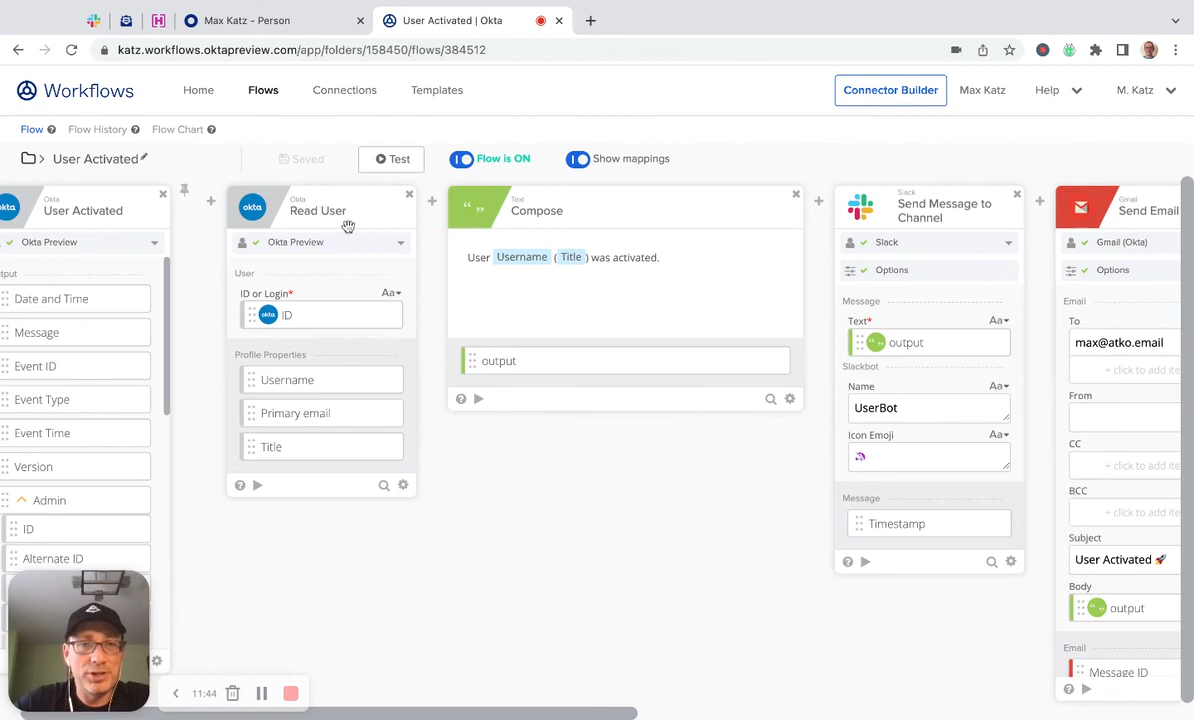 Max Katz - Person
User Activated | Okta
katz.workflows.oktapreview.com/app/folders/158450/flows/384512
Workflows
Home
Flows
Connections
Templates
Connector Builder
Max Katz
Help
M. Katz
Flow
Flow History
Flow Chart
User Activated
Saved
Test
Flow is ON
Show mappings
Okta
User Activated
Okta Preview
Date and Time
Message
Event ID
Event Type
Event Time
Version
Admin
ID
Alternate ID
okta
Okta
Read User
Okta Preview
User
ID or Login*
Aa
okta
ID
Profile Properties
Username
Primary email
Title
Text
Compose
User Username ( Title ) was activated.
output
Slack
Send Message to
Channel
Slack
Options
Message
Text*
Aa
output
Slackbot
Name
Aa
UserBot
Icon Emoji
Aa
Message
Timestamp
Gmail
Send Email
Gmail (Okta)
Options
Email
To
max@atko.email
+ click to add ite
From
CC
+ click to add ite
BCC
+ click to add ite
Subject
User Activated 🚀
Body
output
Email
Message ID
11:44